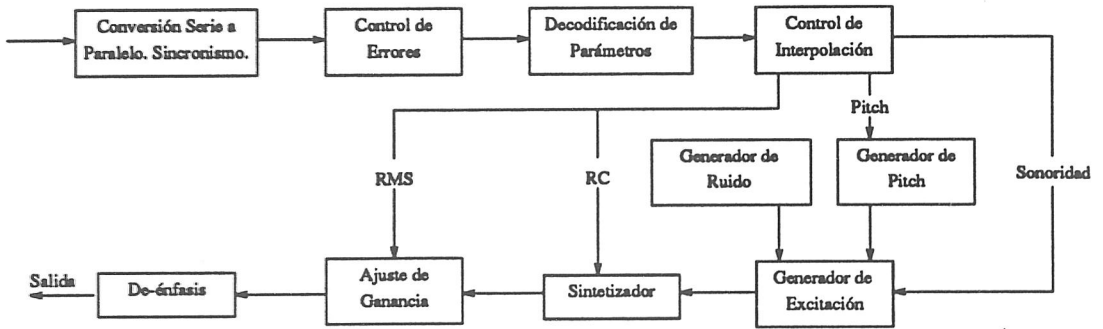 Conversión Serie a
Paralelo. Sincronismo.
Control de
Errores
Decodificación de
Parámetros
Control de
Interpolación
Pitch
Generador de
Ruido
Generador de
Pitch
RMS
RC
Sonoridad
Salida
De-énfasis
Ajuste de
Ganancia
Sintetizador
Generador de
Excitación